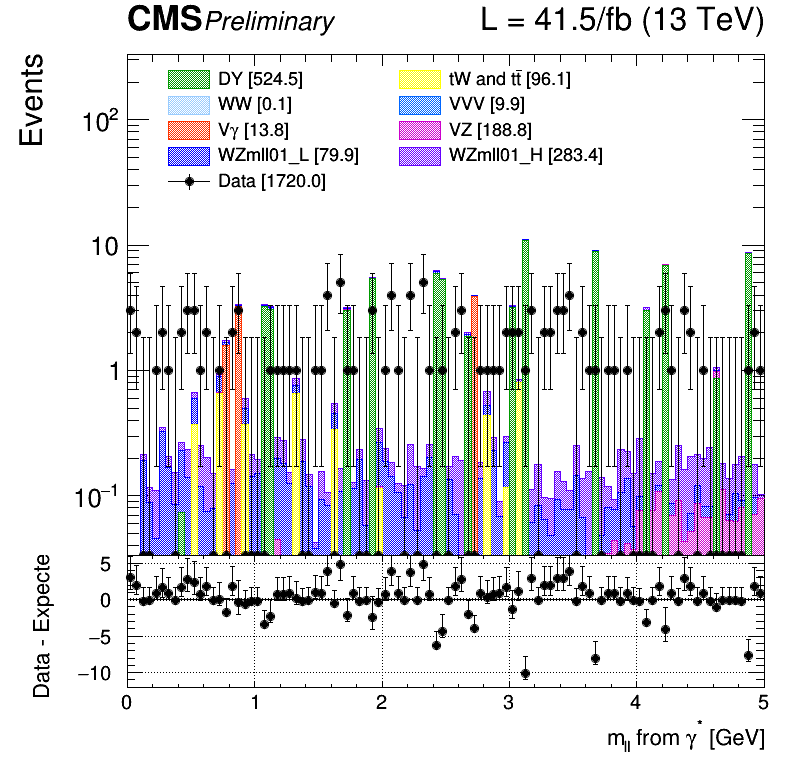 CMS Preliminary L = 41.5/fb (13 TeV)
Events
DY [524.5] tW and tt̄ [96.1]
WW [0.1] VVV [9.9]
Vγ [13.8] VZ [188.8]
WZmll01_L [79.9] WZmll01_H [283.4]
Data [1720.0]
10²
10
1
10⁻¹
Data - Expecte
5
0
−5
−10
0 1 2 3 4 5
m_ll from γ* [GeV]